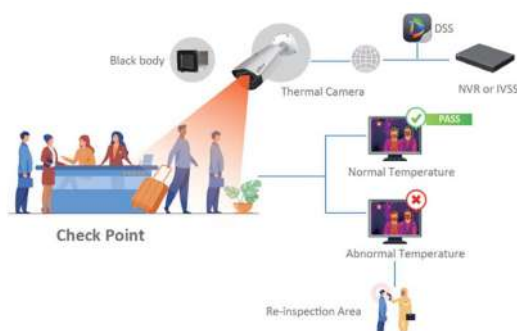 DSS
Black body
Thermal Camera
NVR or IVSS
PASS
Normal Temperature
Check Point
Abnormal Temperature
Re-inspection Area